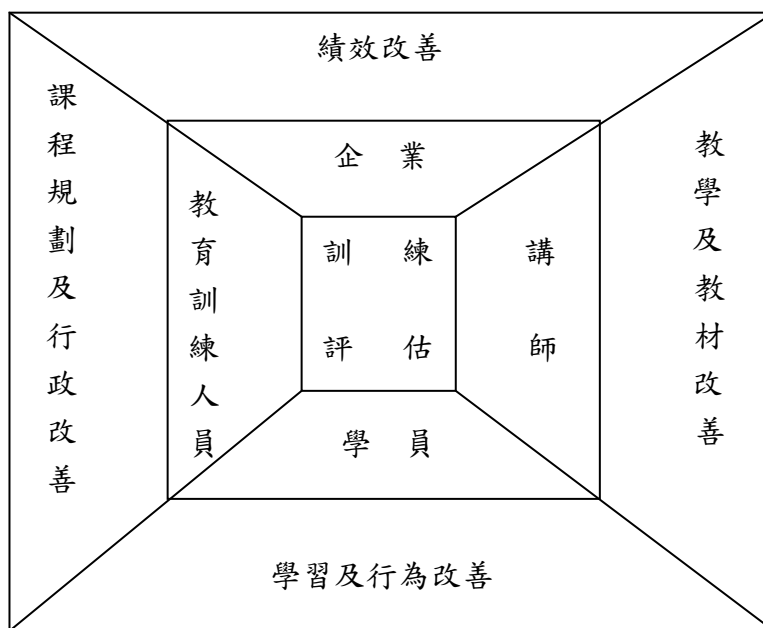 績效改善
課程規劃及行政改善
企業
教育訓練人員
訓練
評估
講師
教學及教材改善
學員
學習及行為改善